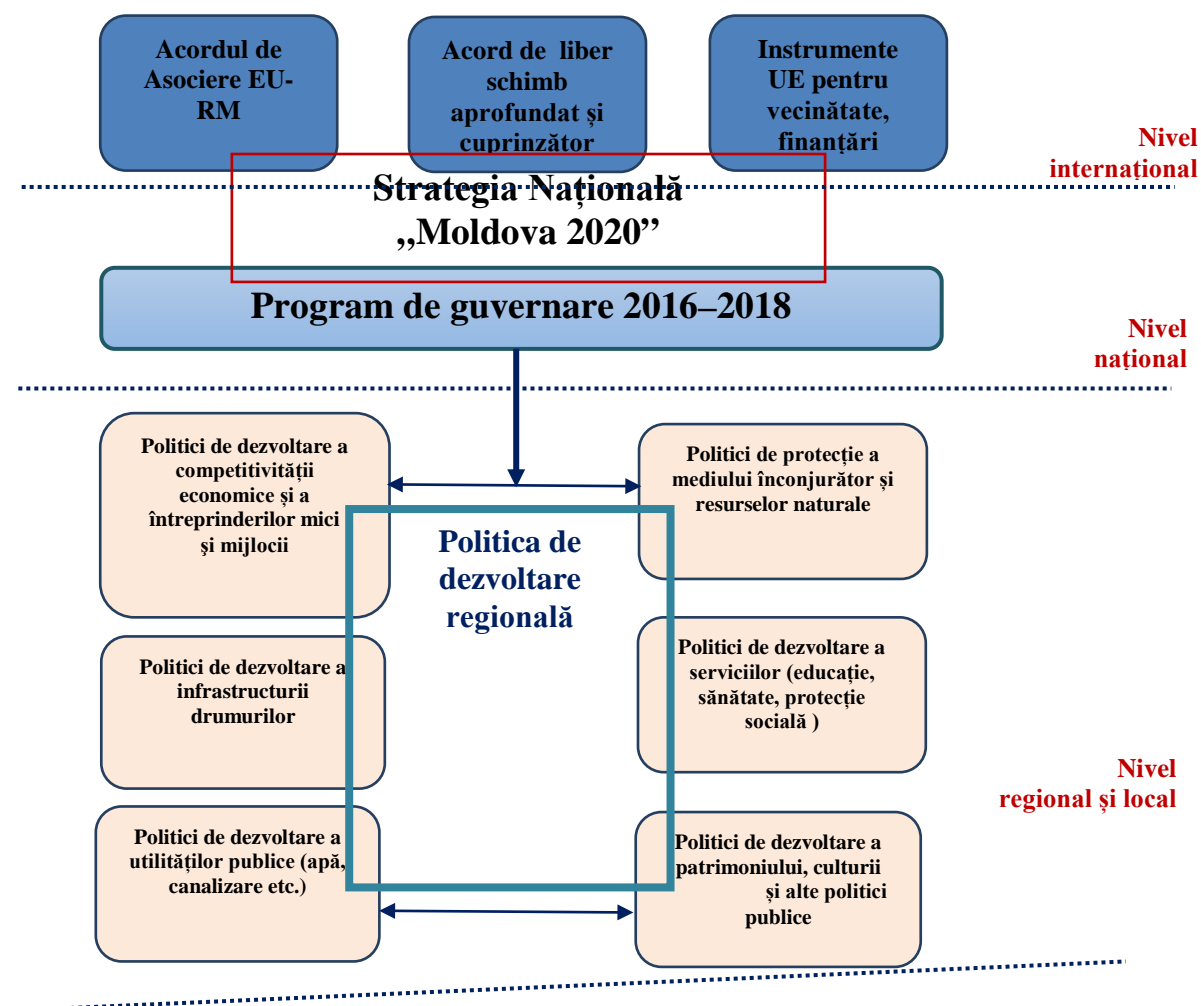 Acordul de
Asociere EU-
RM
Acord de liber
schimb
aprofundat și
cuprinzător
Instrumente
UE pentru
vecinătate,
finanțări
Nivel
internațional
Strategia Națională
„Moldova 2020”
Program de guvernare 2016–2018
Nivel
național
Politici de dezvoltare a
competitivității
economice și a
întreprinderilor mici
şi mijlocii
Politici de protecție a
mediului înconjurător și
resurselor naturale
Politica de
dezvoltare
regională
Politici de dezvoltare a
infrastructurii
drumurilor
Politici de dezvoltare a
serviciilor (educație,
sănătate, protecție
socială )
Nivel
regional și local
Politici de dezvoltare a
utilităților publice (apă,
canalizare etc.)
Politici de dezvoltare a
patrimoniului, culturii
și alte politici
publice